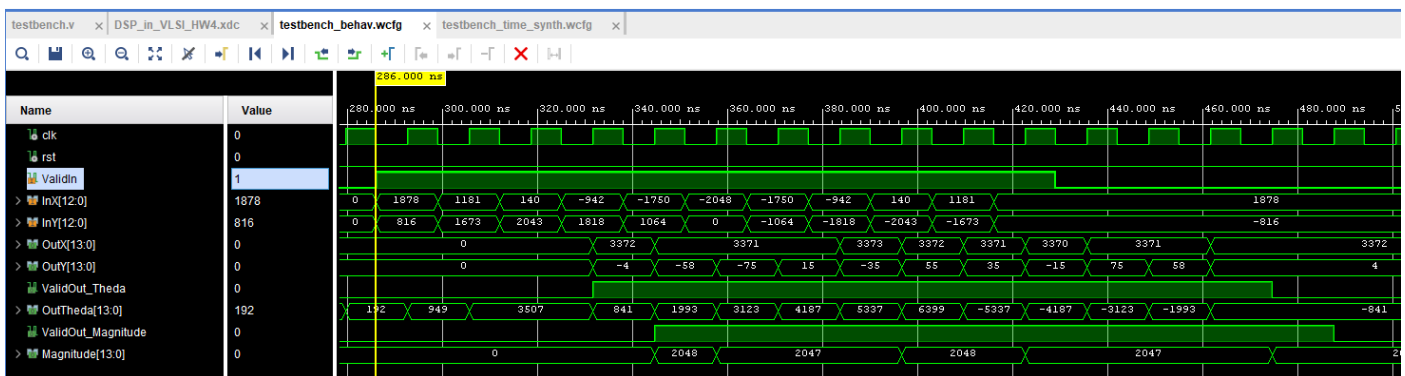 testbench.v × DSP_in_VLSI_HW4.xdc × testbench_behav.wcfg × testbench_time_synth.wcfg ×
286.000 ns
Name Value 280.000 ns 300.000 ns 320.000 ns 340.000 ns 360.000 ns 380.000 ns 400.000 ns 420.000 ns 440.000 ns 460.000 ns 480.000 ns 5
clk 0
rst 0
ValidIn 1
InX[12:0] 1878 0 1878 1181 140 -942 -1750 -2048 -1750 -942 140 1181 1878
InY[12:0] 816 0 816 1673 2043 1818 1064 0 -1064 -1818 -2043 -1673 -816
OutX[13:0] 0 0 3372 3371 3373 3372 3371 3370 3371 3372
OutY[13:0] 0 0 -4 -58 -75 15 -35 55 35 -15 75 58 4
ValidOut_Theda 0
OutTheda[13:0] 192 192 949 3507 841 1993 3123 4187 5337 6399 -5337 -4187 -3123 -1993 -841
ValidOut_Magnitude 0
Magnitude[13:0] 0 0 2048 2047 2048 2047 2